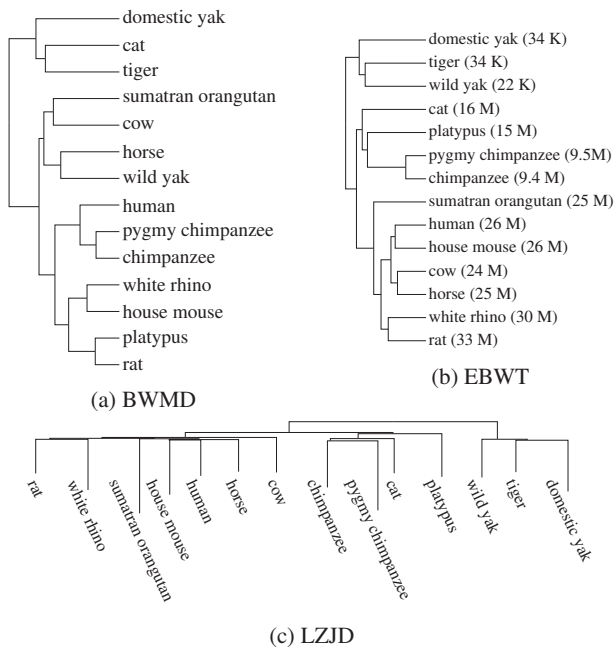 domestic yak
cat
tiger
sumatran orangutan
cow
horse
wild yak
human
pygmy chimpanzee
chimpanzee
white rhino
house mouse
platypus
rat
(a) BWMD
domestic yak (34 K)
tiger (34 K)
wild yak (22 K)
cat (16 M)
platypus (15 M)
pygmy chimpanzee (9.5M)
chimpanzee (9.4 M)
sumatran orangutan (25 M)
human (26 M)
house mouse (26 M)
cow (24 M)
horse (25 M)
white rhino (30 M)
rat (33 M)
(b) EBWT
rat
white rhino
sumatran orangutan
house mouse
human
horse
cow
chimpanzee
pygmy chimpanzee
cat
platypus
wild yak
tiger
domestic yak
(c) LZJD